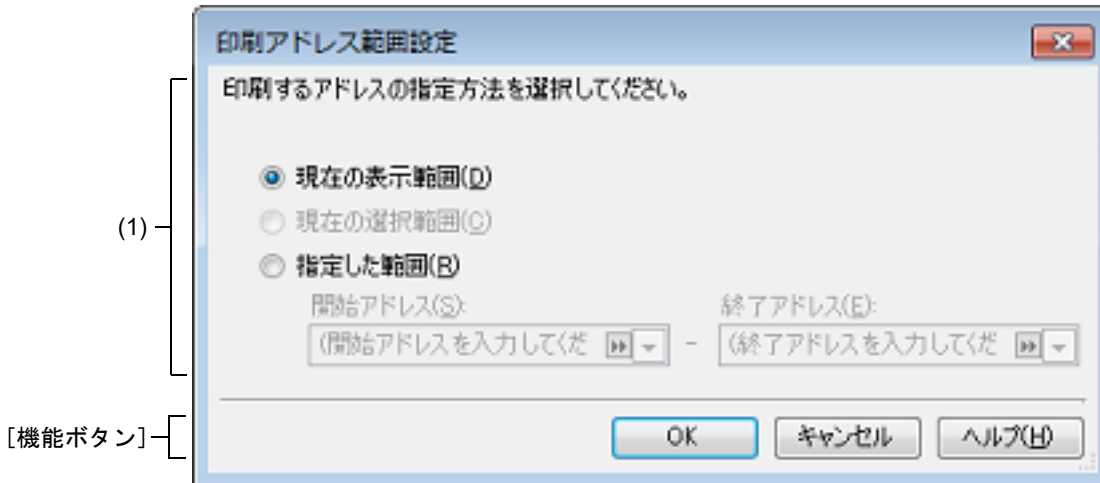 印刷アドレス範囲設定
印刷するアドレスの指定方法を選択してください。
現在の表示範囲(D)
(1)
現在の選択範囲(C)
指定した範囲(R)
開始アドレス(S): 終了アドレス(E):
(開始アドレスを入力してくだ - (終了アドレスを入力してくだ
[機能ボタン] OK キャンセル ヘルプ(H)